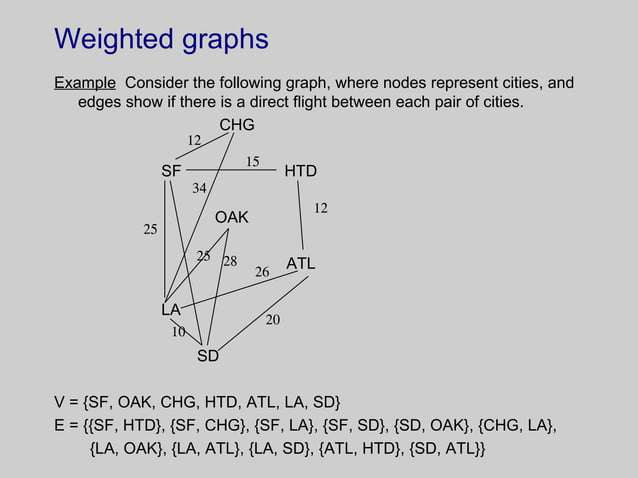 Weighted graphs
Example Consider the following graph, where nodes represent cities, and
edges show if there is a direct flight between each pair of cities.
CHG
12
15
SF
HTD
34
12
OAK
25
25
28
ATL
26
LA
20
10
SD
V = {SF, OAK, CHG, HTD, ATL, LA, SD}
E = {{SF, HTD}, {SF, CHG}, {SF, LA}, {SF, SD}, {SD, OAK}, {CHG, LA},
{LA, OAK}, {LA, ATL}, {LA, SD}, {ATL, HTD}, {SD, ATL}}